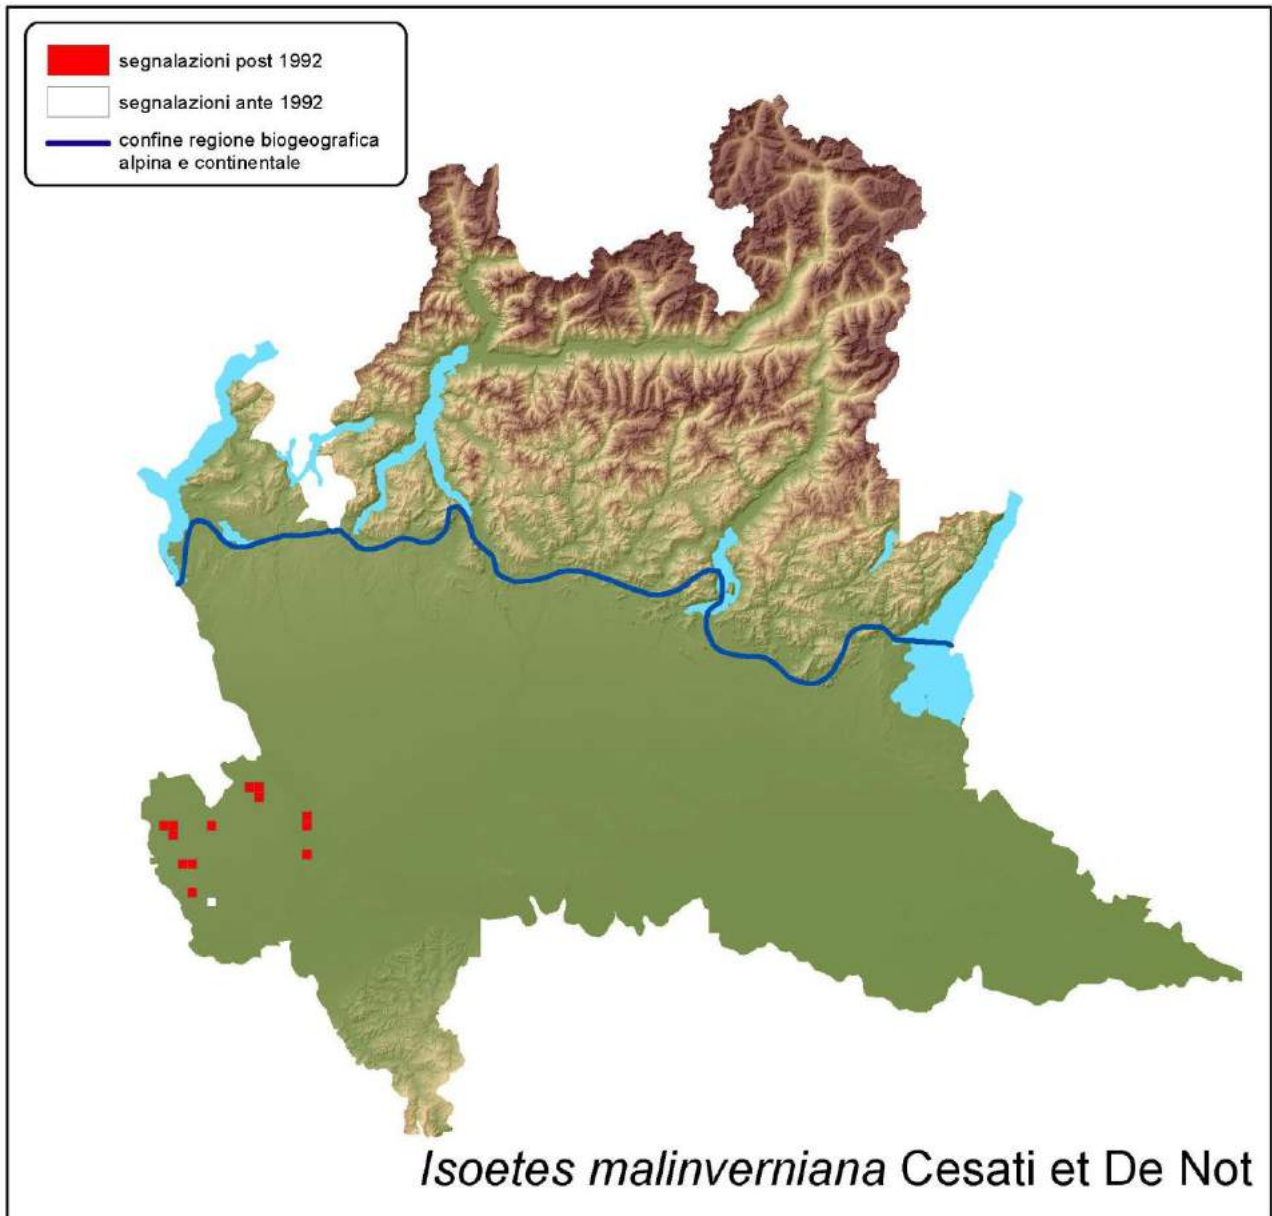 segnalazioni post 1992
segnalazioni ante 1992
confine regione biogeografica
alpina e continentale
Isoetes malinverniana Cesati et De Not